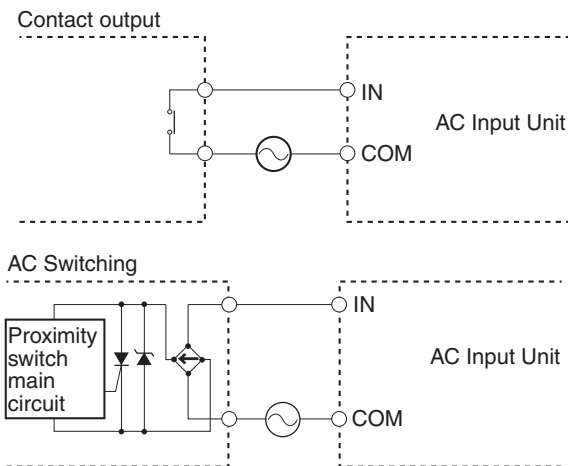 Contact output
IN
AC Input Unit
COM
AC Switching
IN
Proximity
switch
main
circuit
AC Input Unit
COM